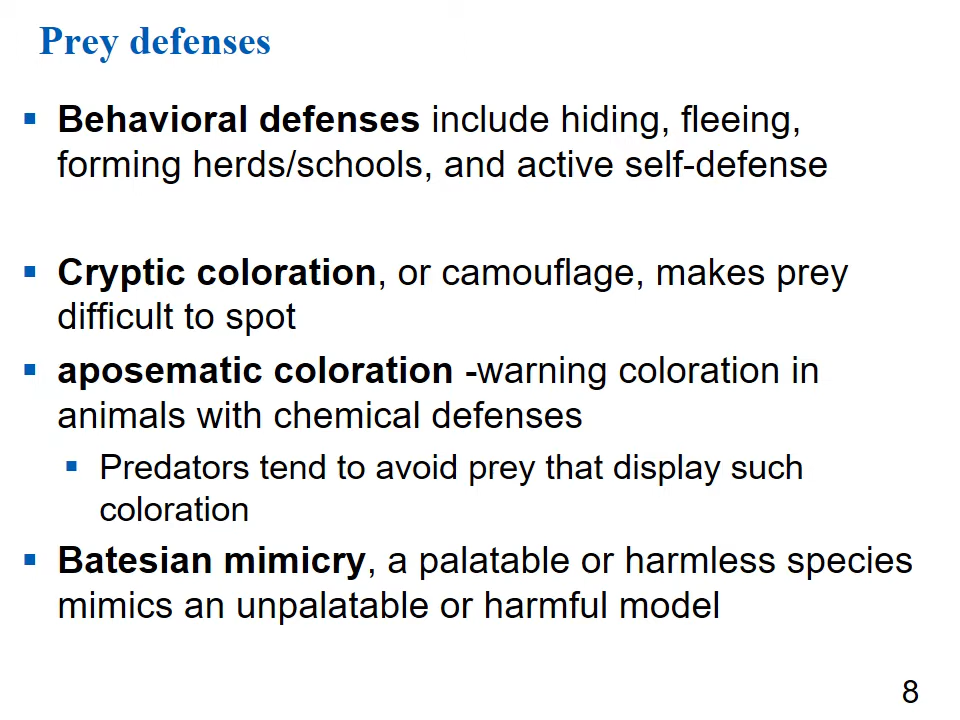 Prey defenses
▪ Behavioral defenses include hiding, fleeing,
forming herds/schools, and active self-defense
▪ Cryptic coloration, or camouflage, makes prey
difficult to spot
▪ aposematic coloration -warning coloration in
animals with chemical defenses
▪ Predators tend to avoid prey that display such
coloration
▪ Batesian mimicry, a palatable or harmless species
mimics an unpalatable or harmful model
8